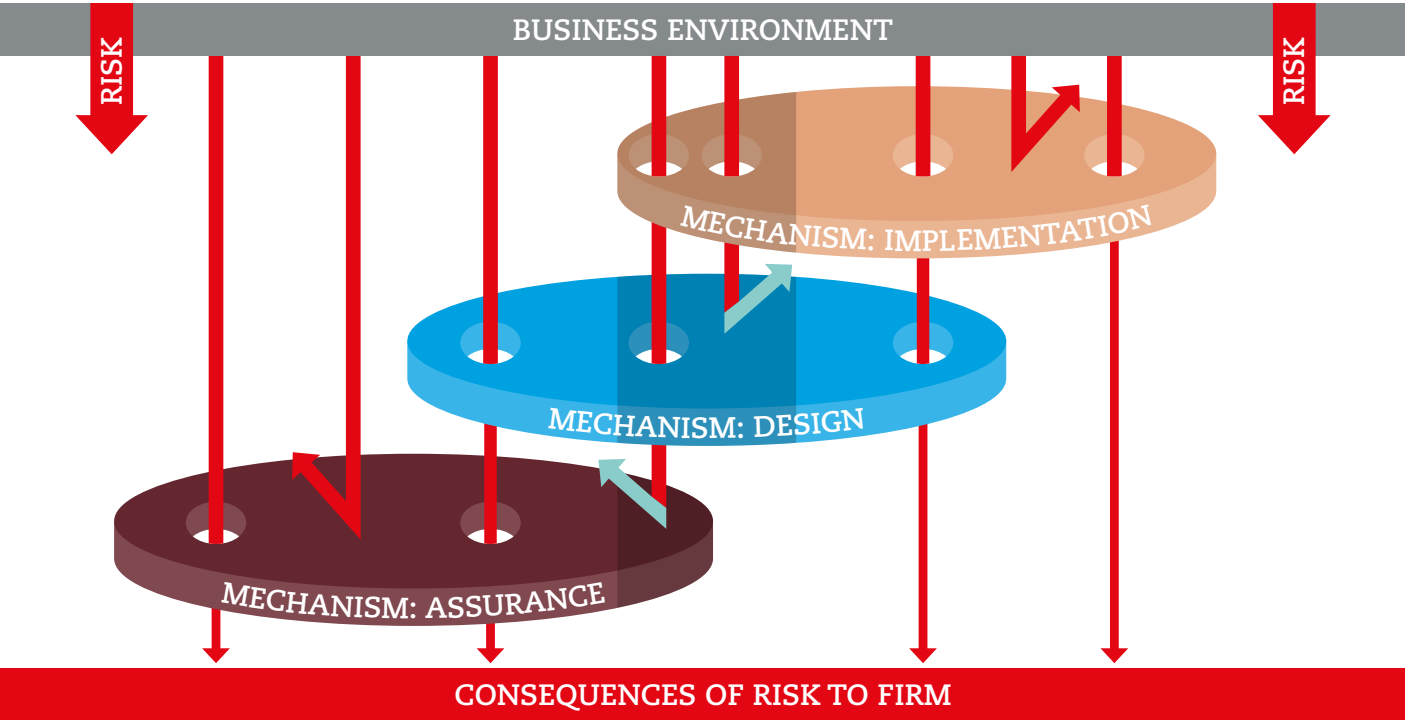 BUSINESS ENVIRONMENT
RISK
RISK
MECHANISM: IMPLEMENTATION
MECHANISM: DESIGN
MECHANISM: ASSURANCE
CONSEQUENCES OF RISK TO FIRM